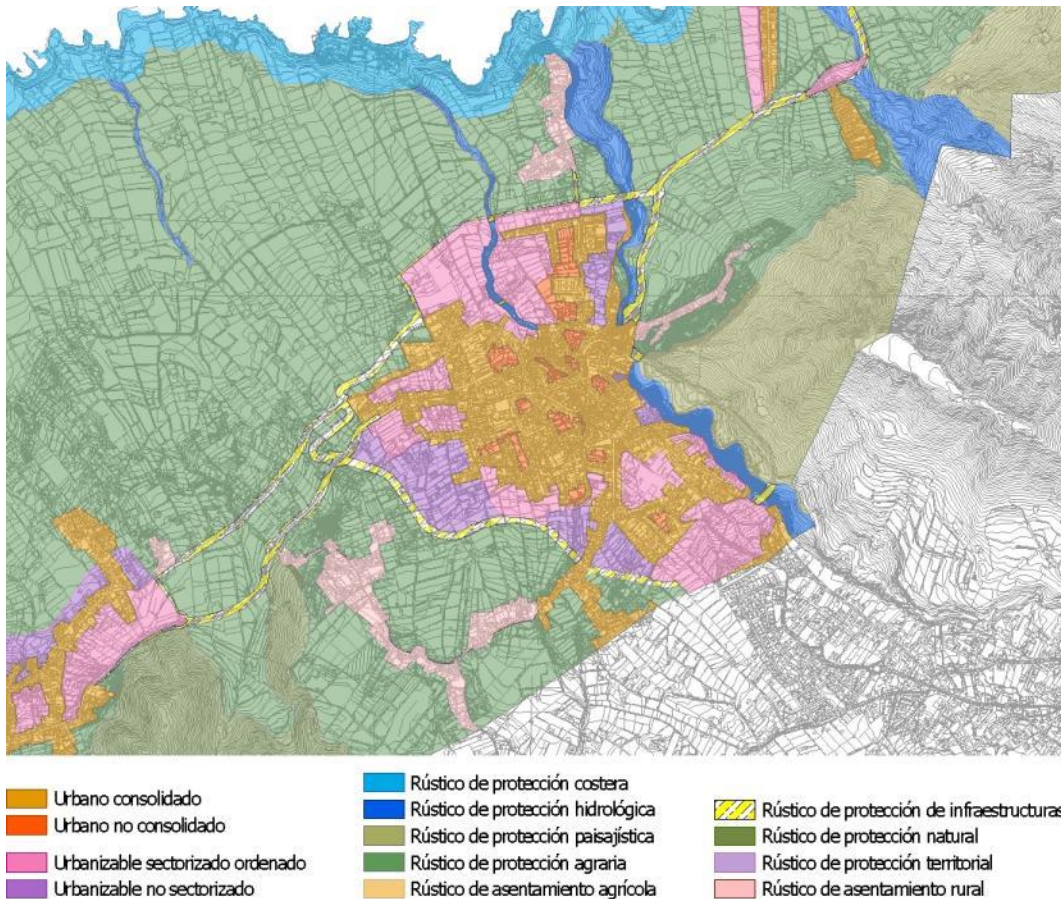 Urbano consolidado
Urbano no consolidado
Urbanizable sectorizado ordenado
Urbanizable no sectorizado
Rústico de protección costera
Rústico de protección hidrológica
Rústico de protección paisajística
Rústico de protección agraria
Rústico de asentamiento agrícola
Rústico de protección de infraestructuras
Rústico de protección natural
Rústico de protección territorial
Rústico de asentamiento rural